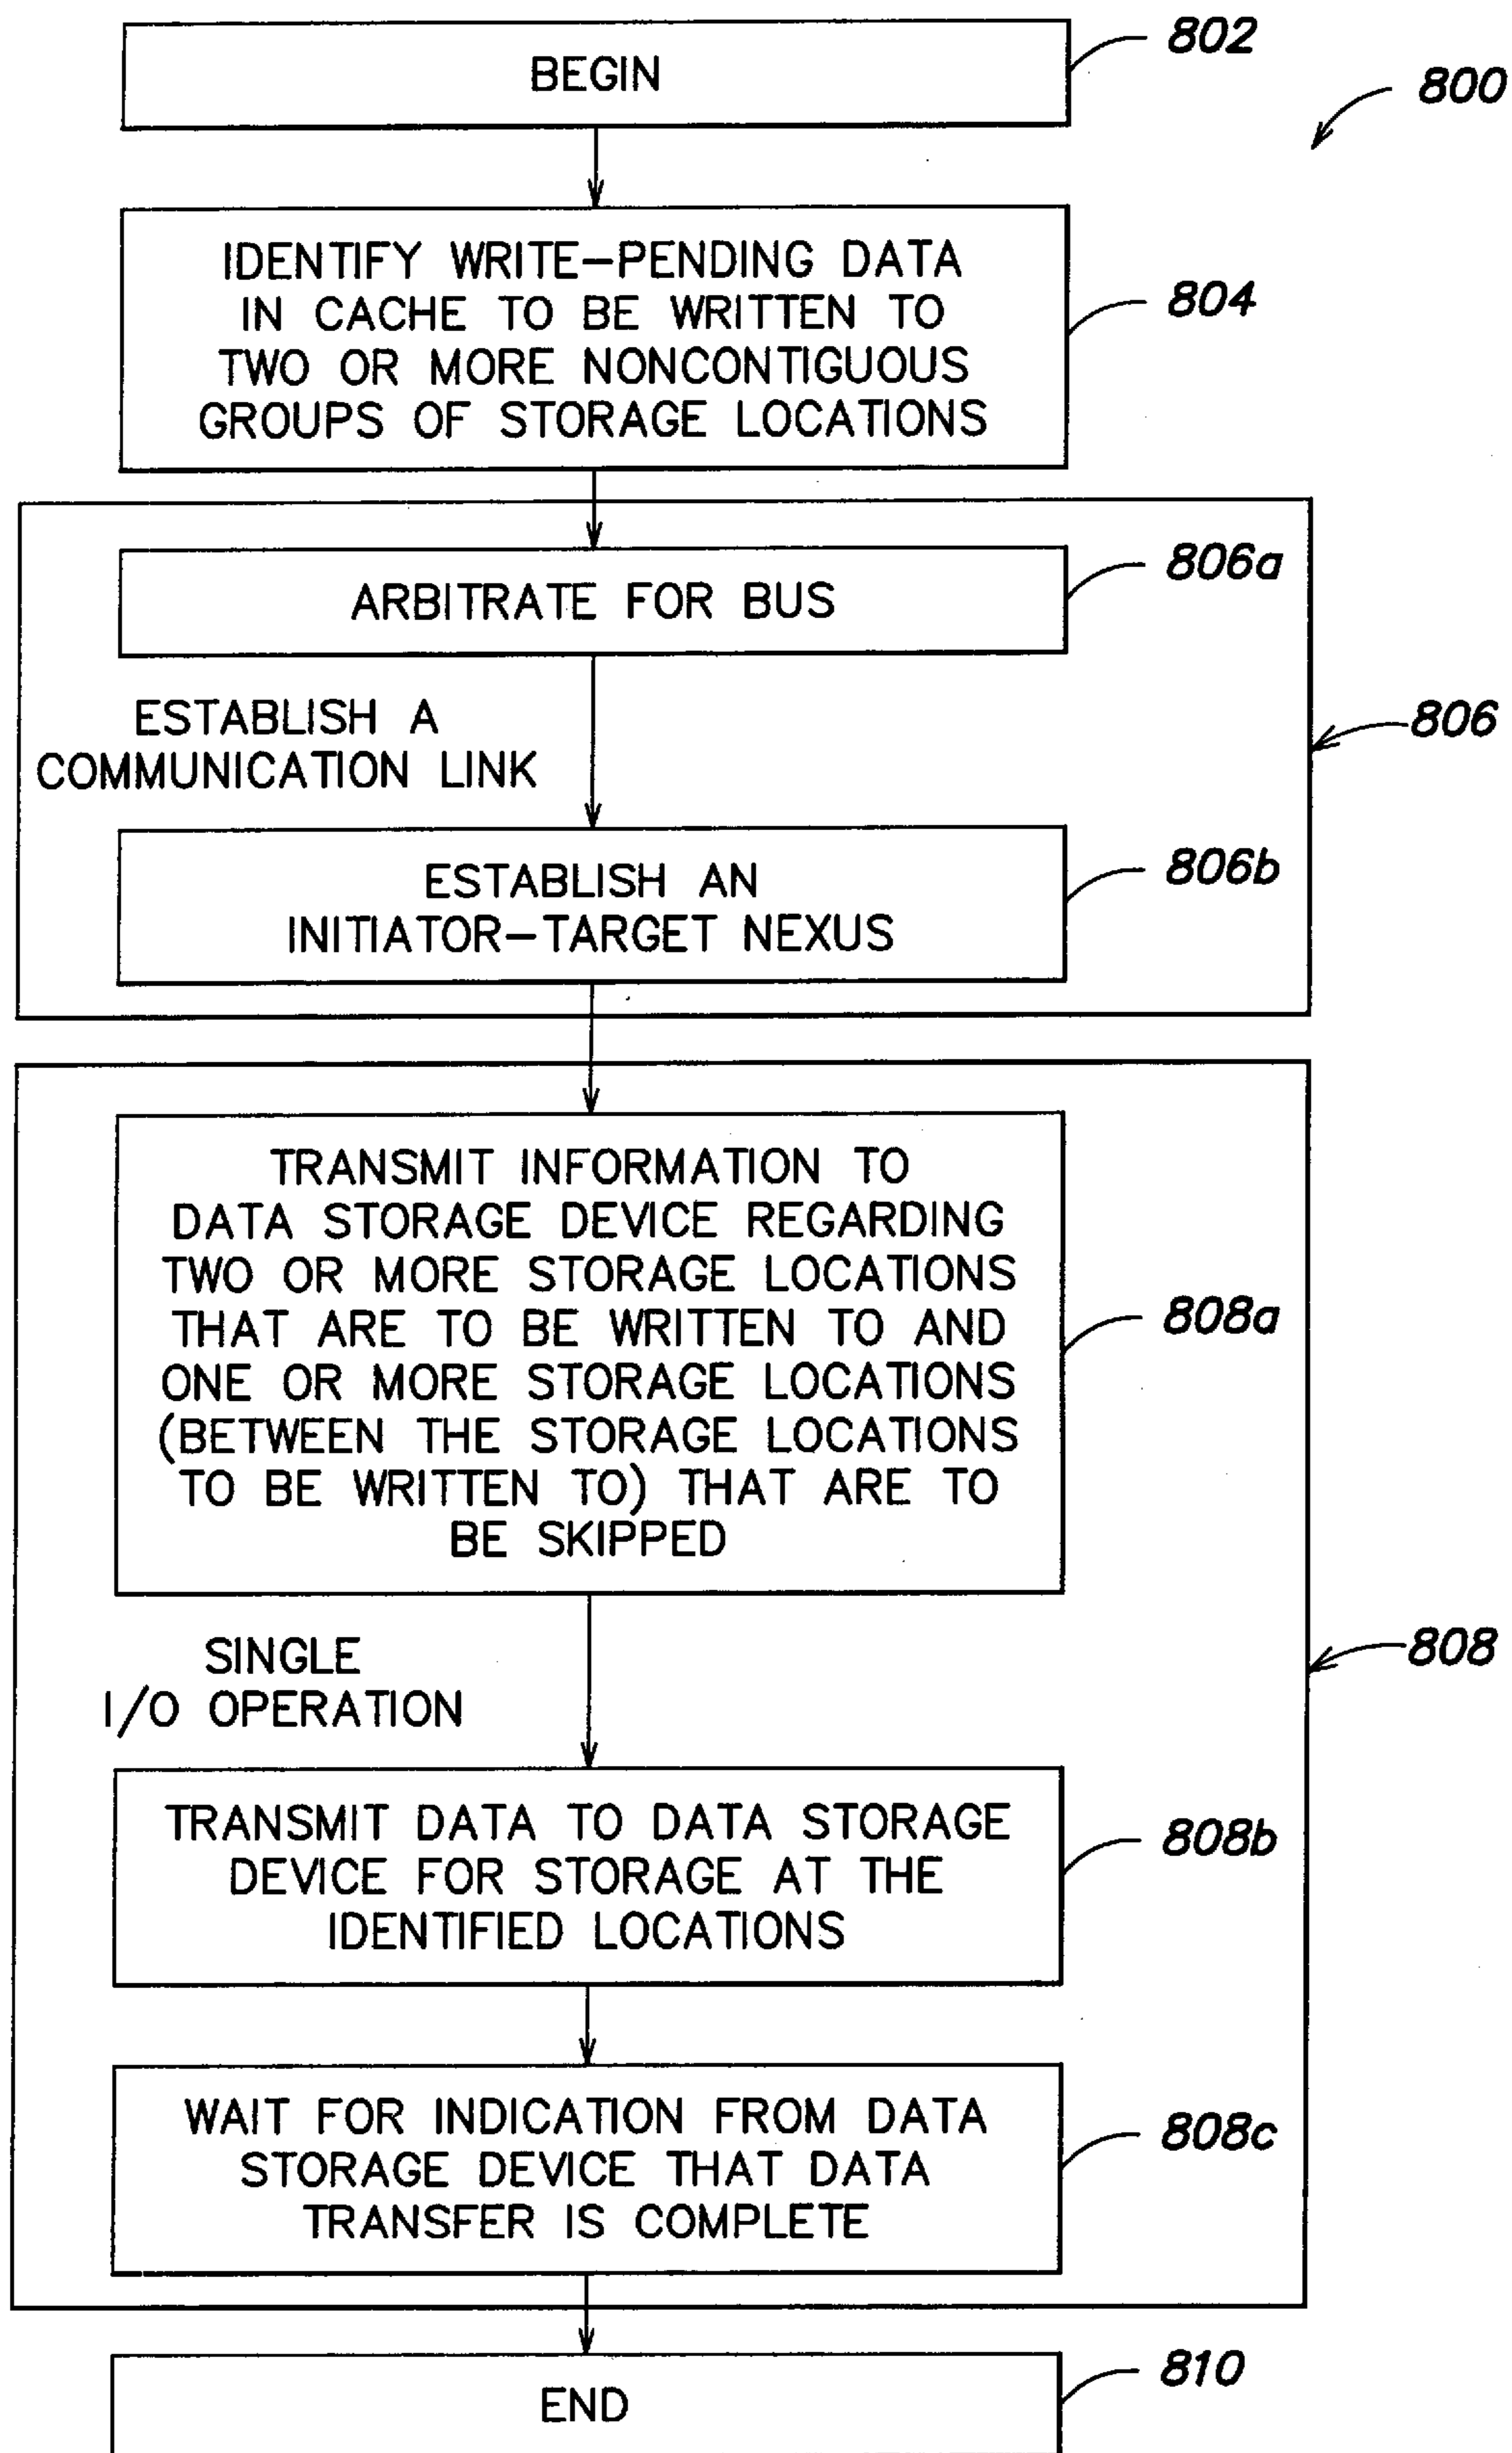 BEGIN
802
800
IDENTIFY WRITE-PENDING DATA
IN CACHE TO BE WRITTEN TO
TWO OR MORE NONCONTIGUOUS
GROUPS OF STORAGE LOCATIONS
804
ARBITRATE FOR BUS
806a
ESTABLISH A
COMMUNICATION LINK
806
ESTABLISH AN
INITIATOR-TARGET NEXUS
806b
TRANSMIT INFORMATION TO
DATA STORAGE DEVICE REGARDING
TWO OR MORE STORAGE LOCATIONS
THAT ARE TO BE WRITTEN TO AND
ONE OR MORE STORAGE LOCATIONS
(BETWEEN THE STORAGE LOCATIONS
TO BE WRITTEN TO) THAT ARE TO
BE SKIPPED
808a
SINGLE
I/O OPERATION
808
TRANSMIT DATA TO DATA STORAGE
DEVICE FOR STORAGE AT THE
IDENTIFIED LOCATIONS
808b
WAIT FOR INDICATION FROM DATA
STORAGE DEVICE THAT DATA
TRANSFER IS COMPLETE
808c
END
810